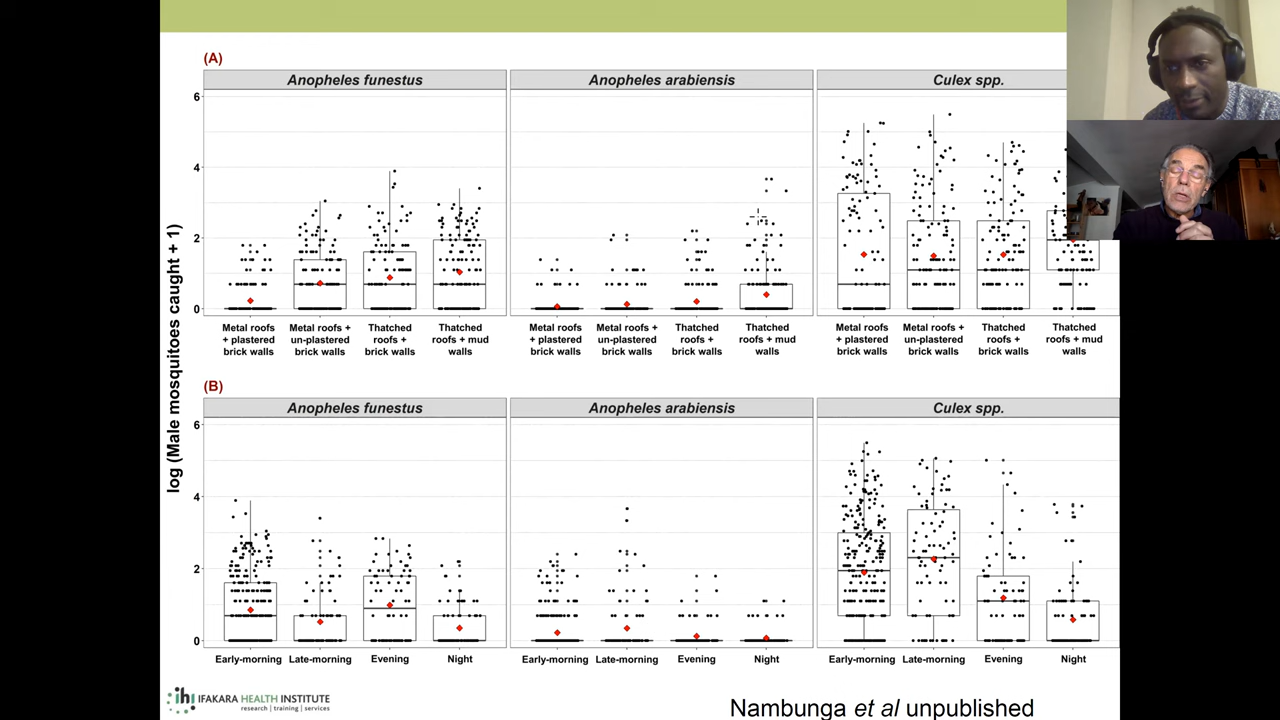 (A)
Anopheles funestus
Anopheles arabiensis
Culex spp.
log (Male mosquitoes caught + 1)
6
4
2
0
Metal roofs
+ plastered
brick walls
Metal roofs +
un-plastered
brick walls
Thatched
roofs +
brick walls
Thatched
roofs + mud
walls
Metal roofs
+ plastered
brick walls
Metal roofs +
un-plastered
brick walls
Thatched
roofs +
brick walls
Thatched
roofs + mud
walls
Metal roofs
+ plastered
brick walls
Metal roofs +
un-plastered
brick walls
Thatched
roofs +
brick walls
Thatched
roofs + mud
walls
(B)
Anopheles funestus
Anopheles arabiensis
Culex spp.
6
4
2
0
Early-morning
Late-morning
Evening
Night
Early-morning
Late-morning
Evening
Night
Early-morning
Late-morning
Evening
Night
ihi IFAKARA HEALTH INSTITUTE
research | training | services
Nambunga et al unpublished